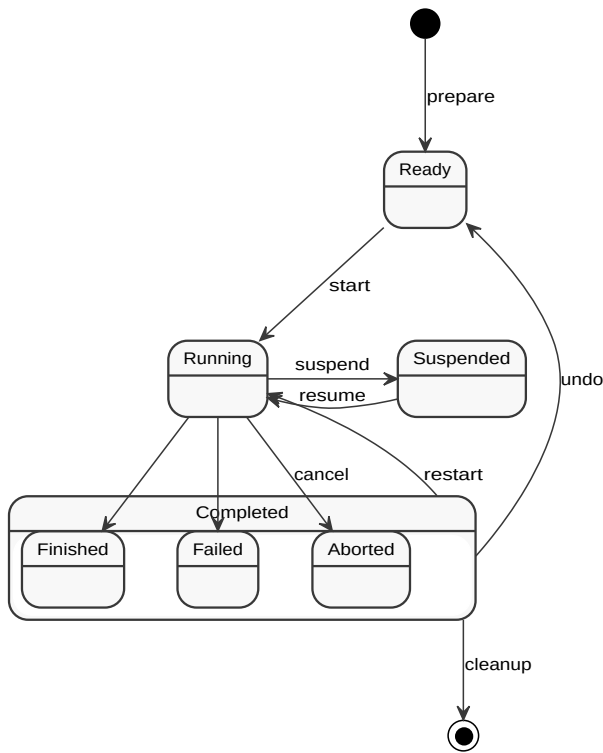 prepare
Ready
start
Running
suspend
Suspended
resume
undo
cancel
restart
Completed
Finished
Failed
Aborted
cleanup